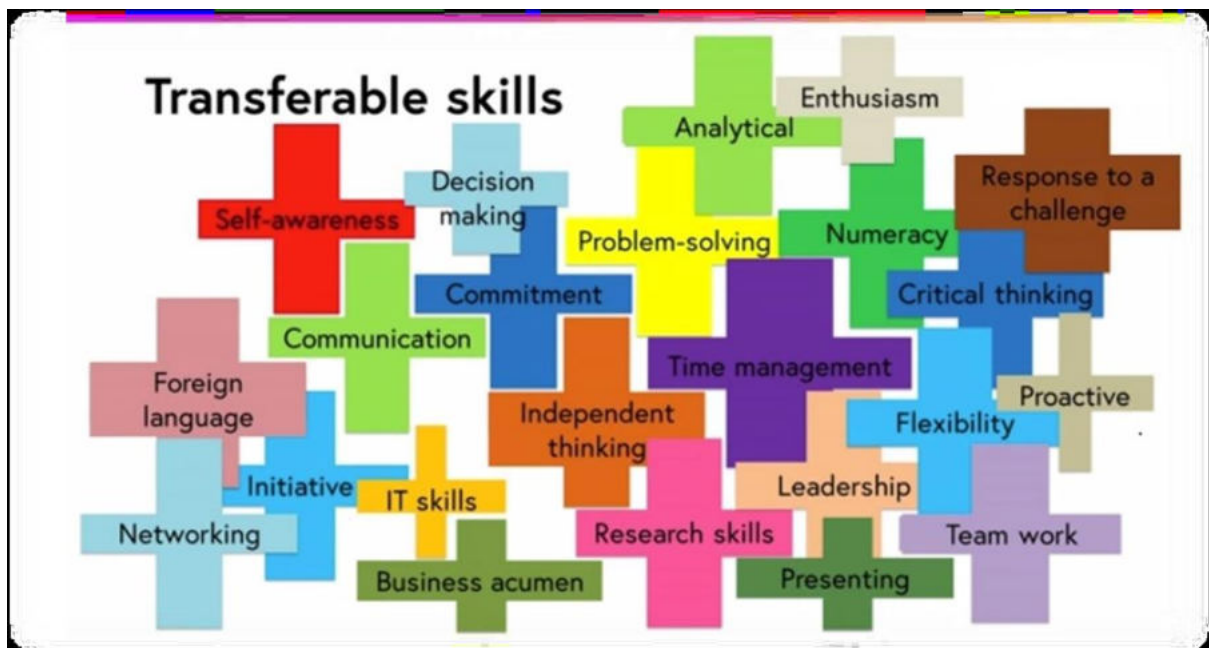 Transferable skills
Enthusiasm
Analytical
Decision
making
Response to a
challenge
Self-awareness
Problem-solving
Numeracy
Commitment
Critical thinking
Communication
Time management
Foreign
language
Independent
thinking
Proactive
Flexibility
Initiative
IT skills
Leadership
Networking
Research skills
Team work
Business acumen
Presenting